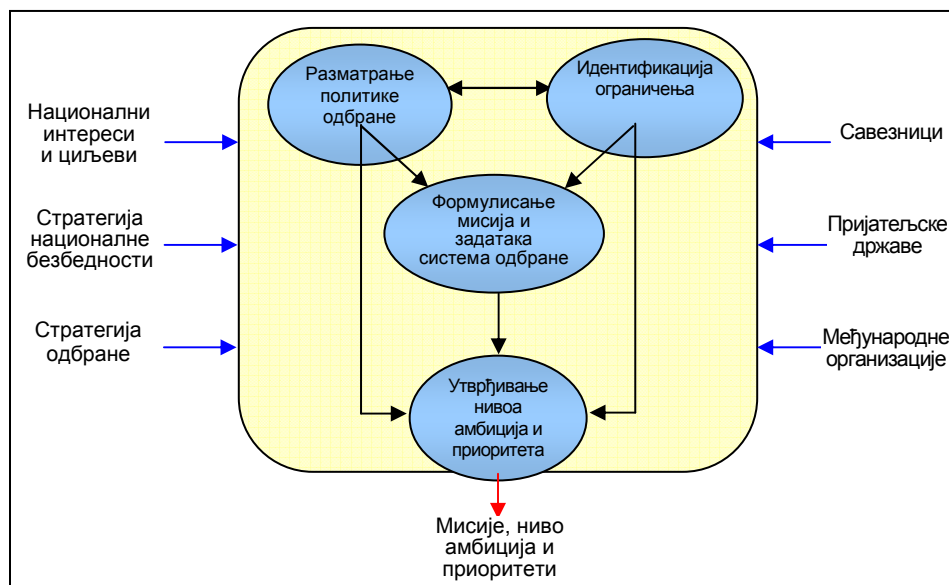 Разматрање
политике
одбране
Идентификација
ограничења
Национални
интереси
и циљеви
Савезници
Формулисање
мисија и
задатака
система одбране
Стратегија
националне
безбедности
Пријатељске
државе
Стратегија
одбране
Међународне
организације
Утврђивање
нивоа
амбиција и
приоритета
Мисије, ниво
амбиција и
приоритети